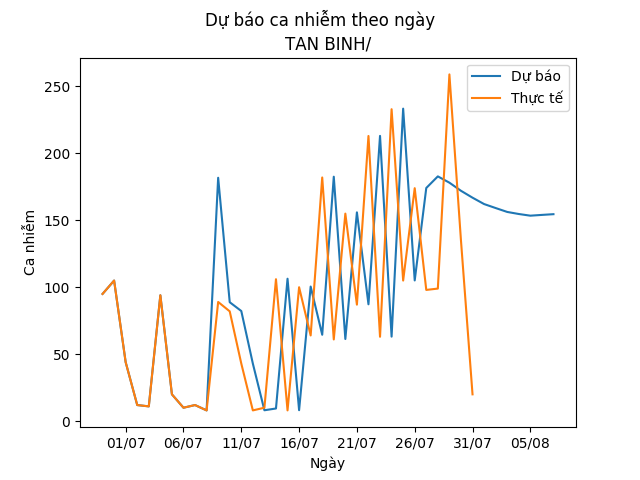 Dự báo ca nhiễm theo ngày
TAN BINH/
Dự báo
Thực tế
Ca nhiễm
250
200
150
100
50
0
01/07 06/07 11/07 16/07 21/07 26/07 31/07 05/08
Ngày